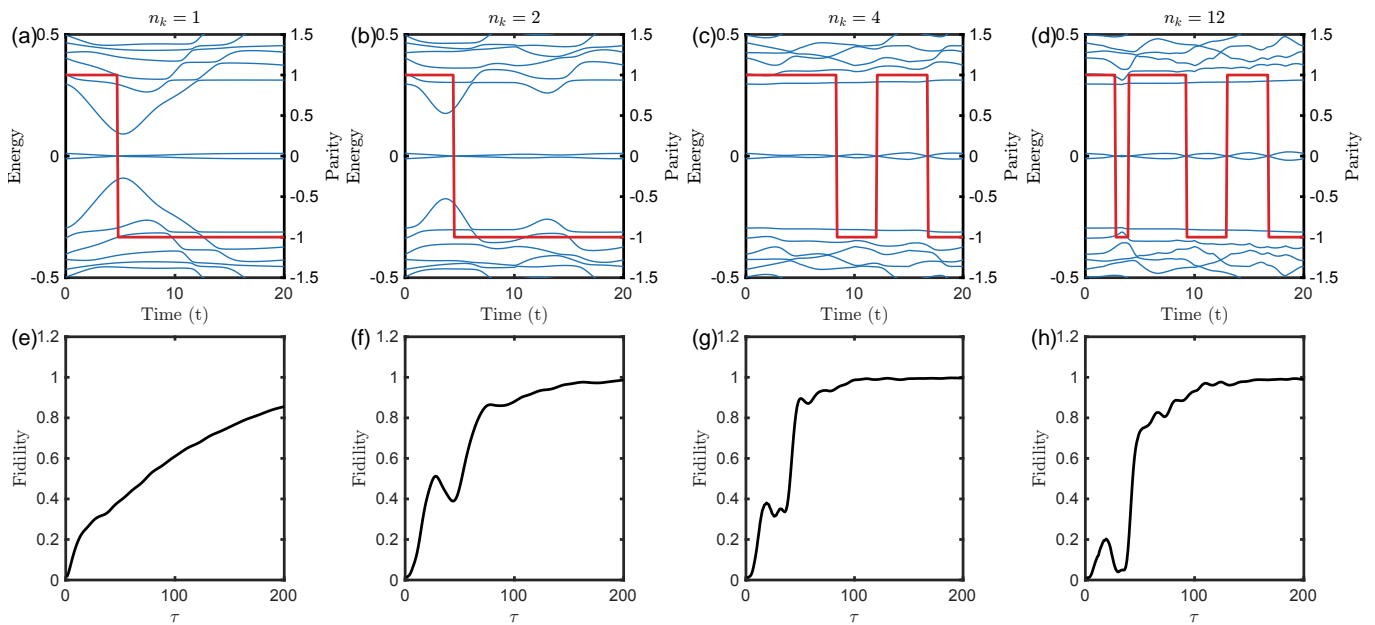 n_k = 1
n_k = 2
n_k = 4
n_k = 12
(a)
0.5
0
-0.5
Energy
0
10
20
Time (t)
1.5
1
0.5
0
-0.5
-1
-1.5
Parity
(b)
0.5
0
-0.5
Energy
0
10
20
Time (t)
1.5
1
0.5
0
-0.5
-1
-1.5
Parity
(c)
0.5
0
-0.5
Energy
0
10
20
Time (t)
1.5
1
0.5
0
-0.5
-1
-1.5
Parity
(d)
0.5
0
-0.5
Energy
0
10
20
Time (t)
1.5
1
0.5
0
-0.5
-1
-1.5
Parity
(e)
1.2
1
0.8
0.6
0.4
0.2
0
Fidility
0
100
200
τ
(f)
1.2
1
0.8
0.6
0.4
0.2
0
Fidility
0
100
200
τ
(g)
1.2
1
0.8
0.6
0.4
0.2
0
Fidility
0
100
200
τ
(h)
1.2
1
0.8
0.6
0.4
0.2
0
Fidility
0
100
200
τ